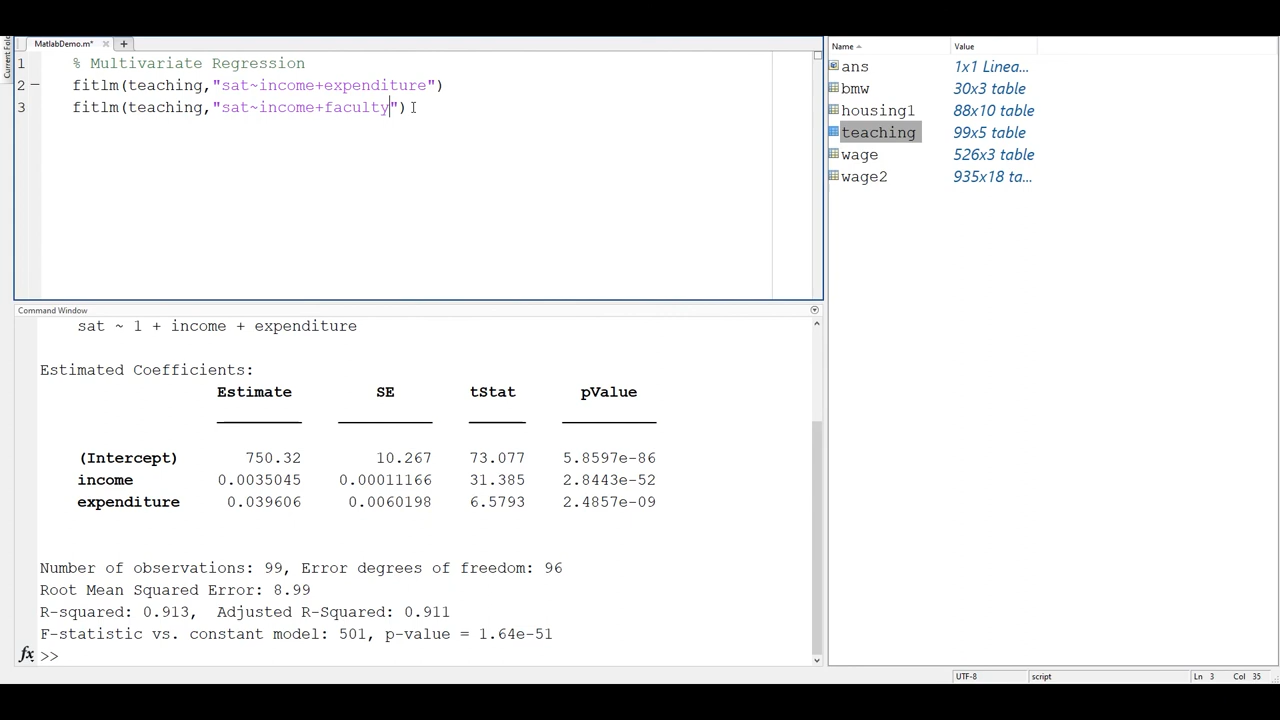 MatlabDemo.m*
1 % Multivariate Regression
2 fitlm(teaching,"sat~income+expenditure")
3 fitlm(teaching,"sat~income+faculty")
Name Value
ans 1x1 Linea...
bmw 30x3 table
housing1 88x10 table
teaching 99x5 table
wage 526x3 table
wage2 935x18 ta...
Command Window
sat ~ 1 + income + expenditure
Estimated Coefficients:
Estimate SE tStat pValue
(Intercept) 750.32 10.267 73.077 5.8597e-86
income 0.0035045 0.00011166 31.385 2.8443e-52
expenditure 0.039606 0.0060198 6.5793 2.4857e-09
Number of observations: 99, Error degrees of freedom: 96
Root Mean Squared Error: 8.99
R-squared: 0.913, Adjusted R-Squared: 0.911
F-statistic vs. constant model: 501, p-value = 1.64e-51
fx >>
UTF-8 script Ln 3 Col 35